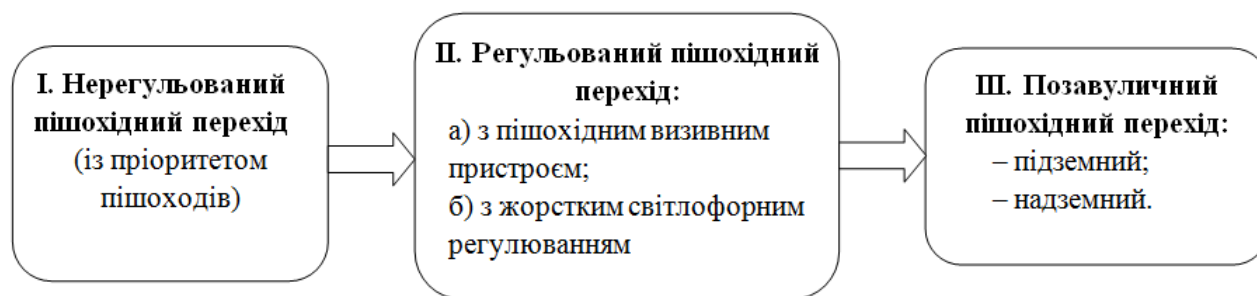 І. Нерегульований
пішохідний перехід
(із пріоритетом
пішоходів)
ІІ. Регульований пішохідний
перехід:
а) з пішохідним визивним
пристроєм;
б) з жорстким світлофорним
регулюванням
ІІІ. Позавуличний
пішохідний перехід:
– підземний;
– надземний.